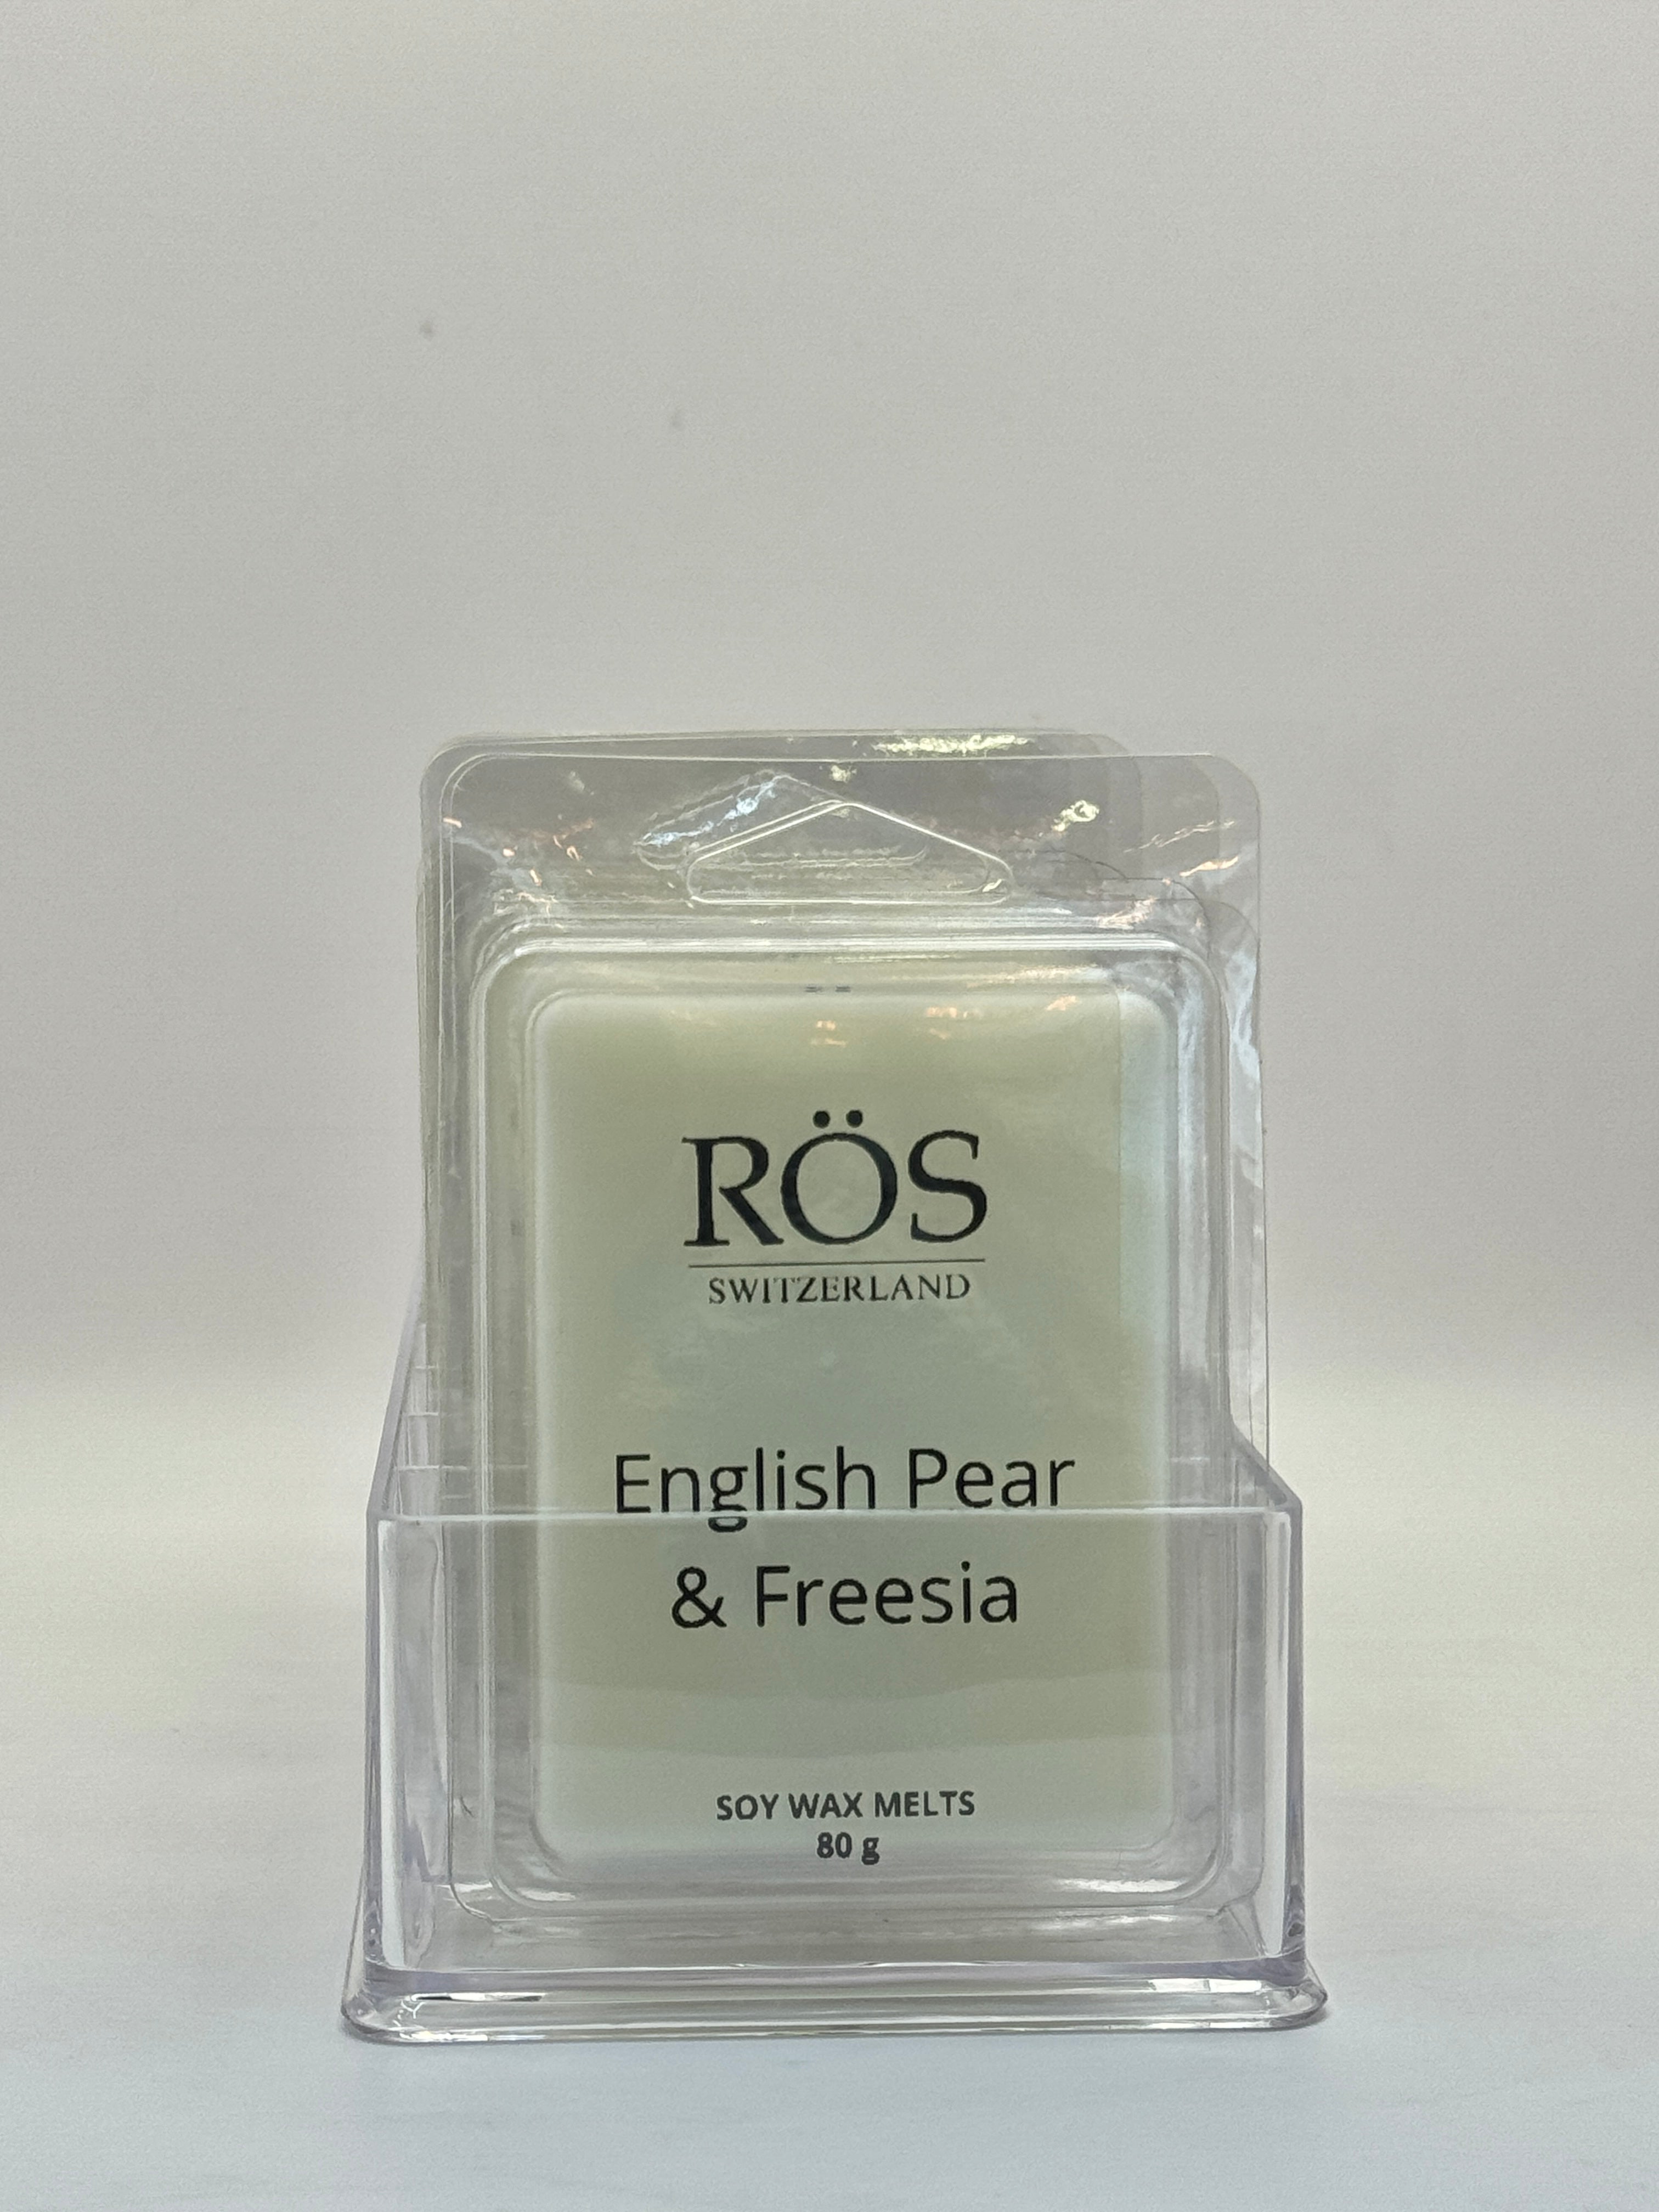 RÖS
SWITZERLAND
English Pear
& Freesia
SOY WAX MELTS
80 g